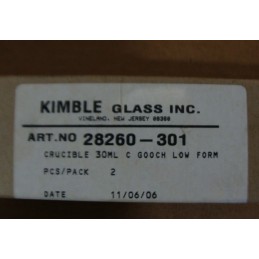 KIMBLE GLASS INC.
VINELAND, NEW JERSEY 08360
ART.NO 28260-301
CRUCIBLE 30ML C GOOCH LOW FORM
PCS/PACK 2
DATE 11/06/06